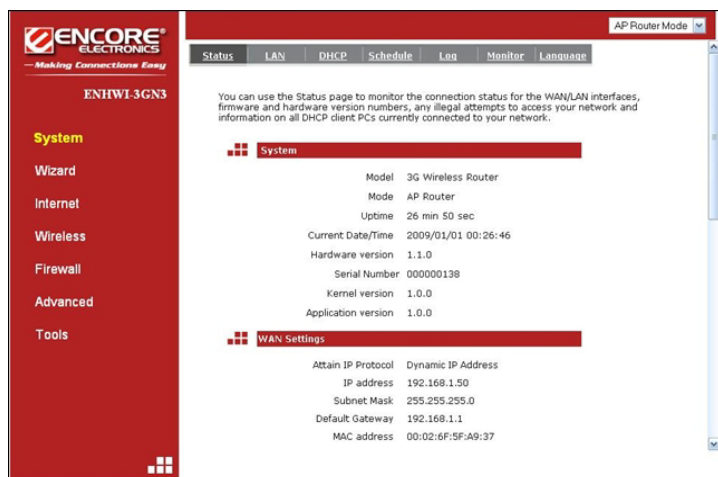 AP Router Mode
ENCORE®
ELECTRONICS
Making Connections Easy
ENHWI-3GN3
System
Wizard
Internet
Wireless
Firewall
Advanced
Tools
Status LAN DHCP Schedule Log Monitor Language
You can use the Status page to monitor the connection status for the WAN/LAN interfaces,
firmware and hardware version numbers, any illegal attempts to access your network and
information on all DHCP client PCs currently connected to your network.
System
Model 3G Wireless Router
Mode AP Router
Uptime 26 min 50 sec
Current Date/Time 2009/01/01 00:26:46
Hardware version 1.1.0
Serial Number 000000138
Kernel version 1.0.0
Application version 1.0.0
WAN Settings
Attain IP Protocol Dynamic IP Address
IP address 192.168.1.50
Subnet Mask 255.255.255.0
Default Gateway 192.168.1.1
MAC address 00:02:6F:5F:A9:37